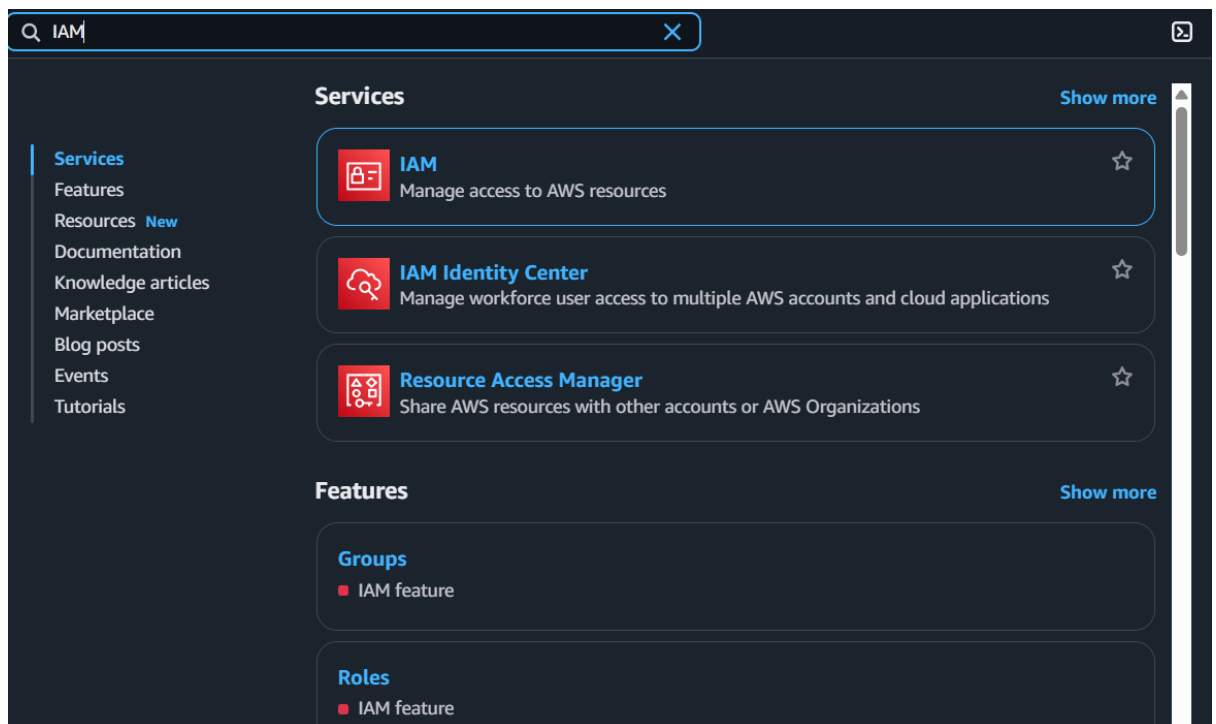 IAM
Services
Show more
Services
Features
Resources New
Documentation
Knowledge articles
Marketplace
Blog posts
Events
Tutorials
IAM
Manage access to AWS resources
IAM Identity Center
Manage workforce user access to multiple AWS accounts and cloud applications
Resource Access Manager
Share AWS resources with other accounts or AWS Organizations
Features
Show more
Groups
IAM feature
Roles
IAM feature